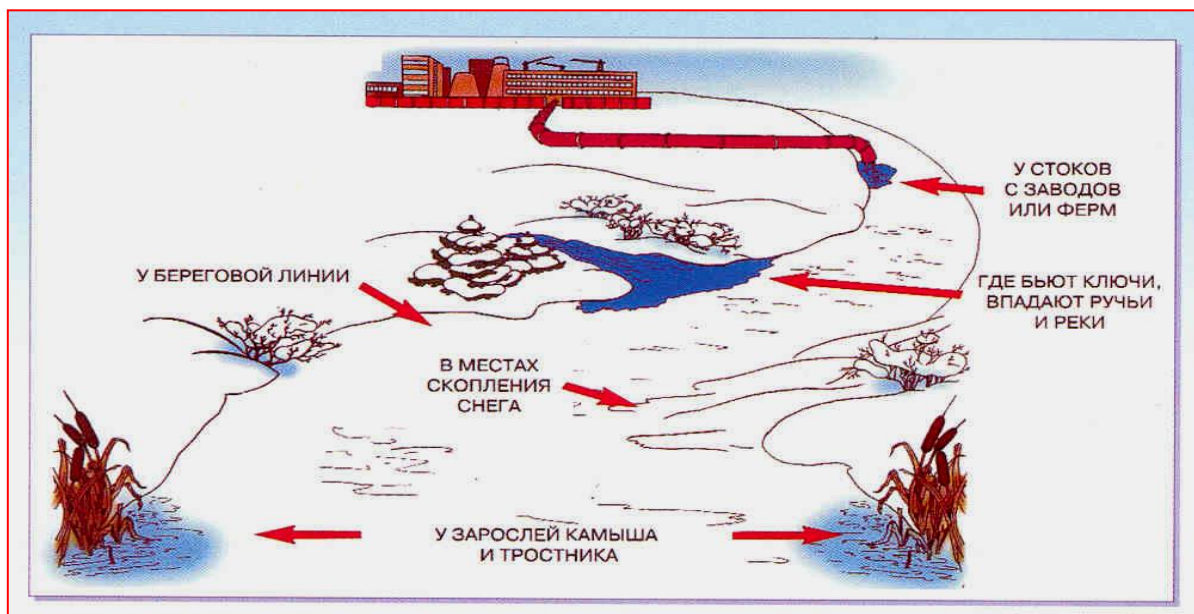 У СТОКОВ
С ЗАВОДОВ
ИЛИ ФЕРМ
У БЕРЕГОВОЙ ЛИНИИ
ГДЕ БЬЮТ КЛЮЧИ,
ВПАДАЮТ РУЧЬИ
И РЕКИ
В МЕСТАХ
СКОПЛЕНИЯ
СНЕГА
У ЗАРОСЛЕЙ КАМЫША
И ТРОСТНИКА